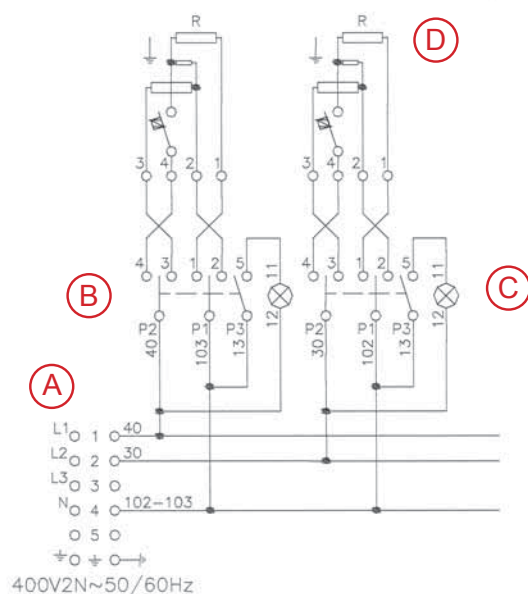 R R D
3 4 2 1 3 4 2 1
4 3 1 2 5 11 4 3 1 2 5 11
B C
P2 P1 P3 12 P2 P1 P3 12
40 103 13 30 102 13
A
L1 1 40
L2 2 30
L3 3
N 4 102-103
5
400V2N~50/60Hz